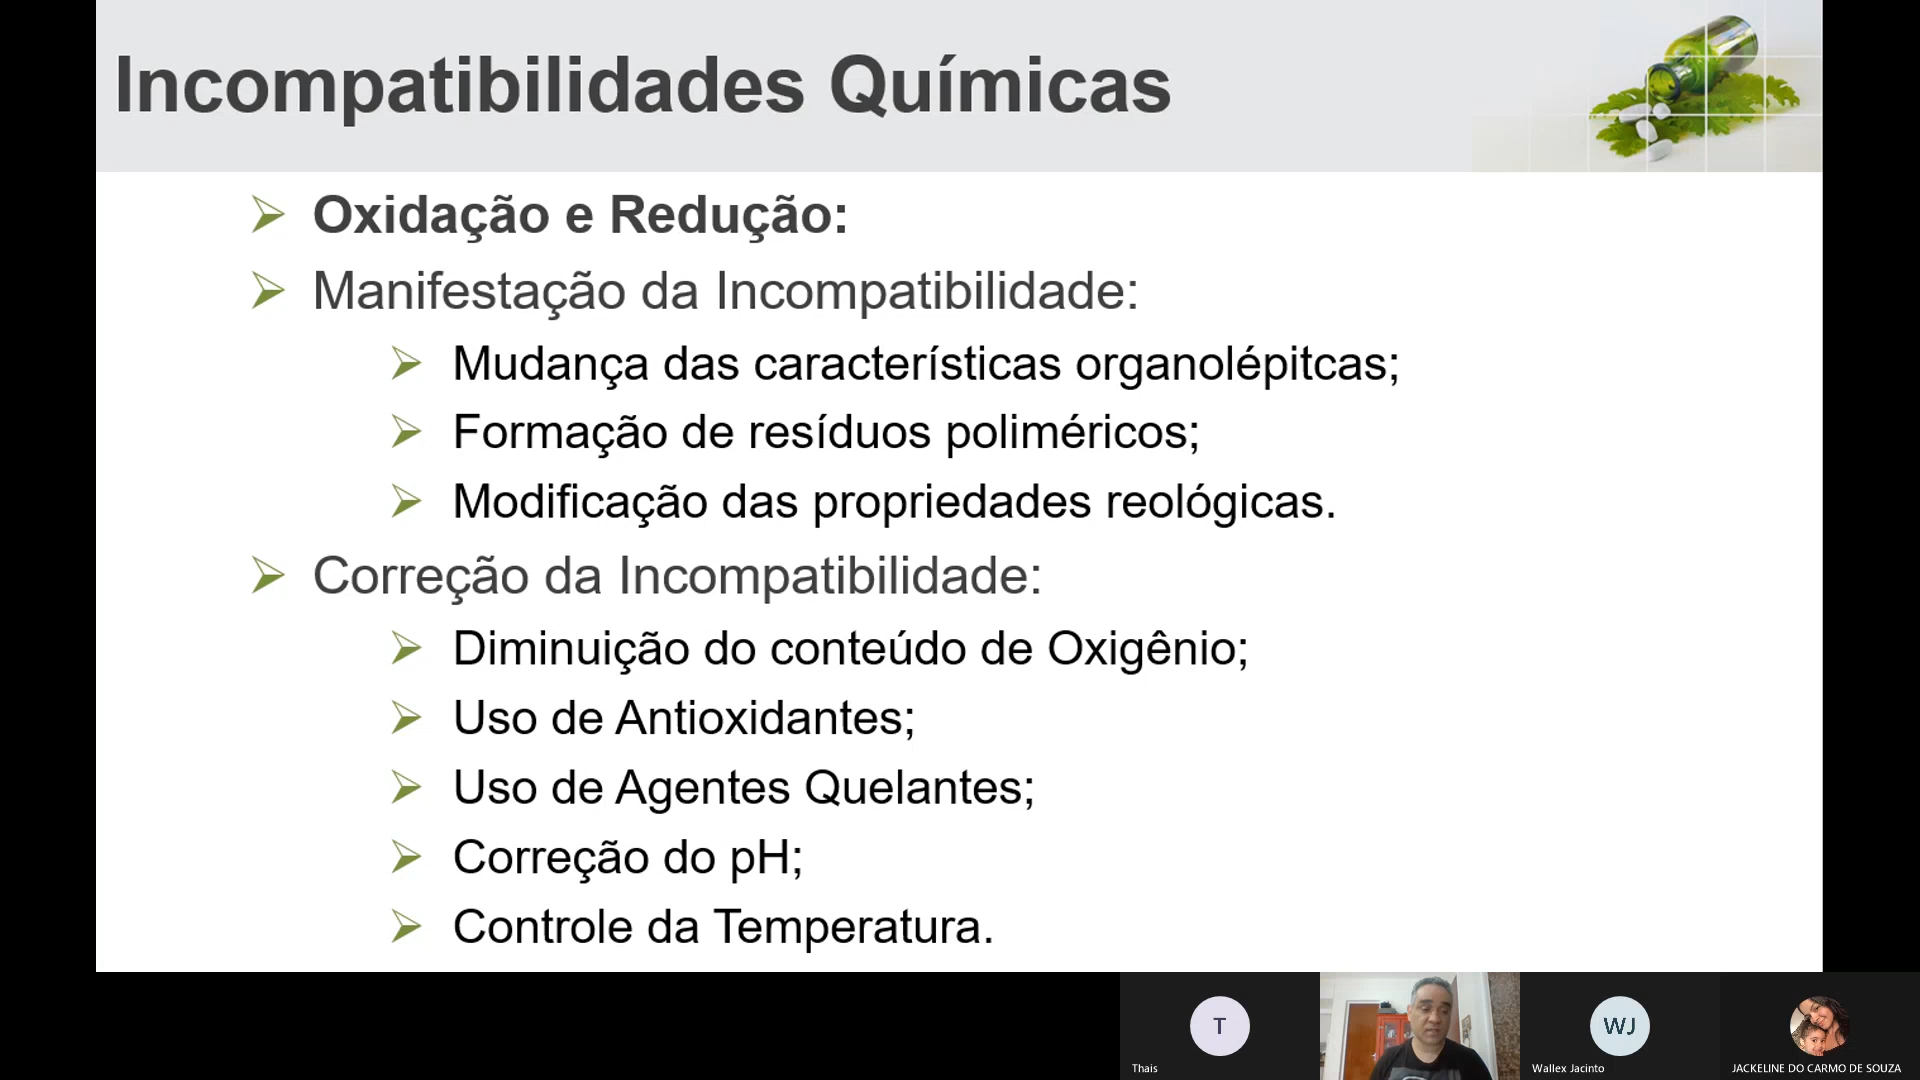 Incompatibilidades Químicas
Oxidação e Redução:
Manifestação da Incompatibilidade:
Mudança das características organolépitcas;
Formação de resíduos poliméricos;
Modificação das propriedades reológicas.
Correção da Incompatibilidade:
Diminuição do conteúdo de Oxigênio;
Uso de Antioxidantes;
Uso de Agentes Quelantes;
Correção do pH;
Controle da Temperatura.
T
WJ
Thais
Wallex Jacinto
JACKELINE DO CARMO DE SOUZA